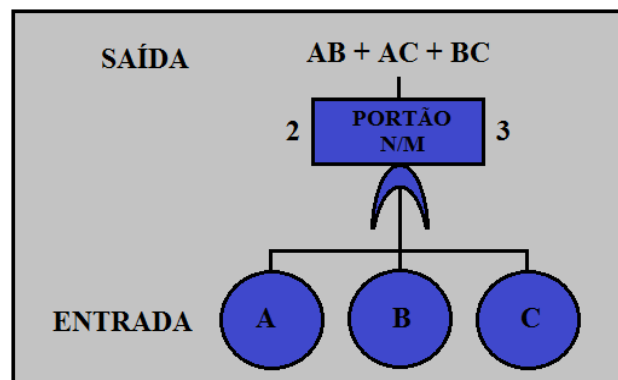 SAÍDA
AB + AC + BC
2
PORTÃO
N/M
3
ENTRADA
A
B
C